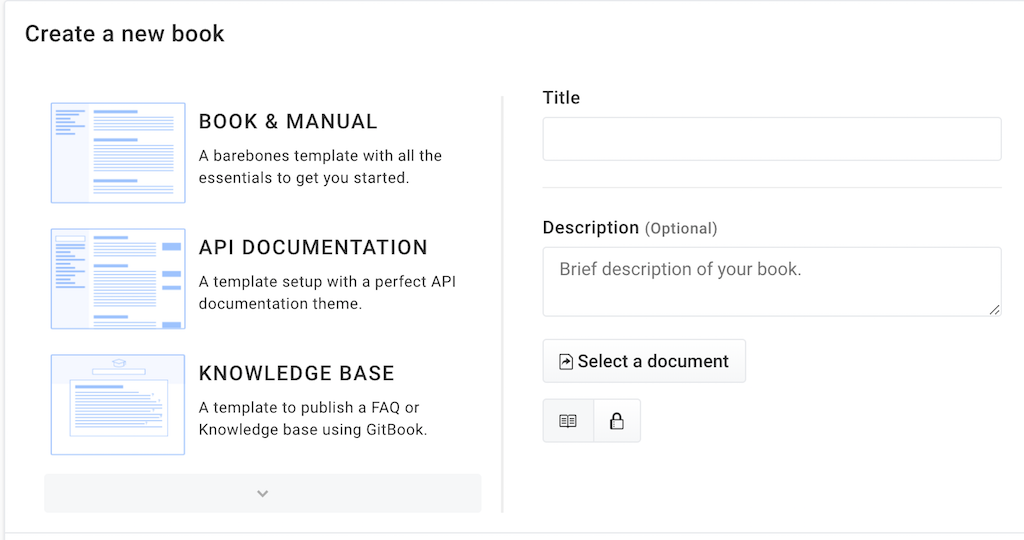 Create a new book
BOOK & MANUAL
A barebones template with all the
essentials to get you started.
API DOCUMENTATION
A template setup with a perfect API
documentation theme.
KNOWLEDGE BASE
A template to publish a FAQ or
Knowledge base using GitBook.
Title
Description (Optional)
Brief description of your book.
Select a document